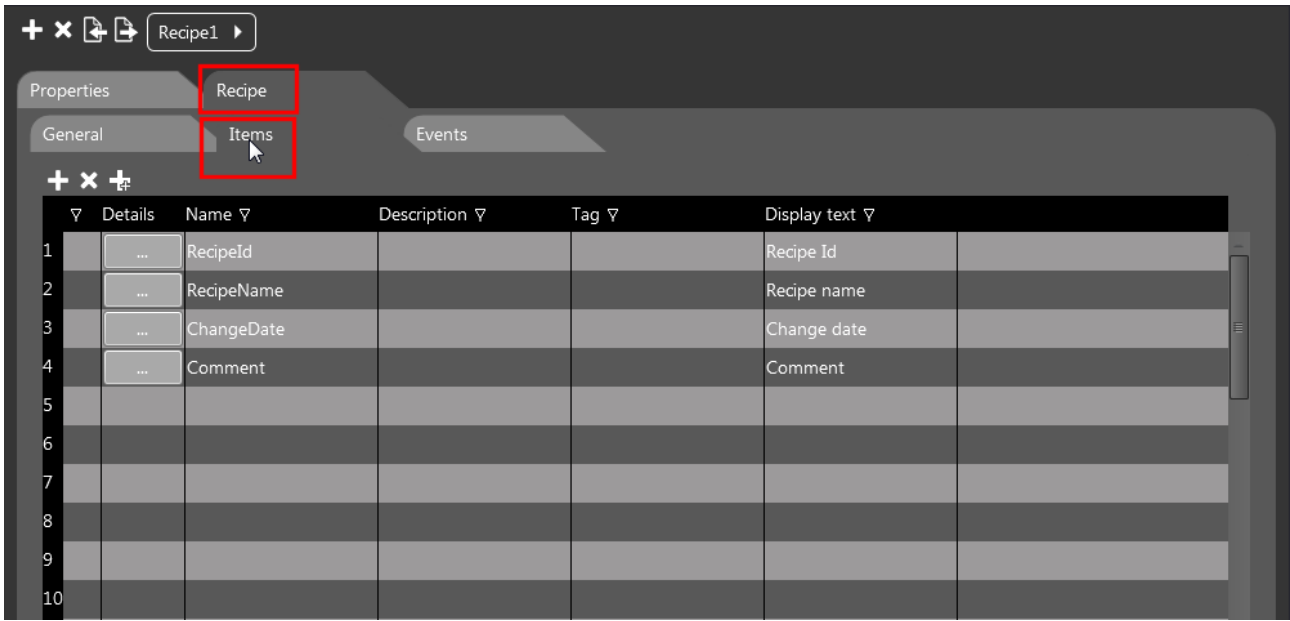 Recipe1
Properties Recipe
General Items Events
Details Name Description Tag Display text
1 ... RecipeId Recipe Id
2 ... RecipeName Recipe name
3 ... ChangeDate Change date
4 ... Comment Comment
5
6
7
8
9
10